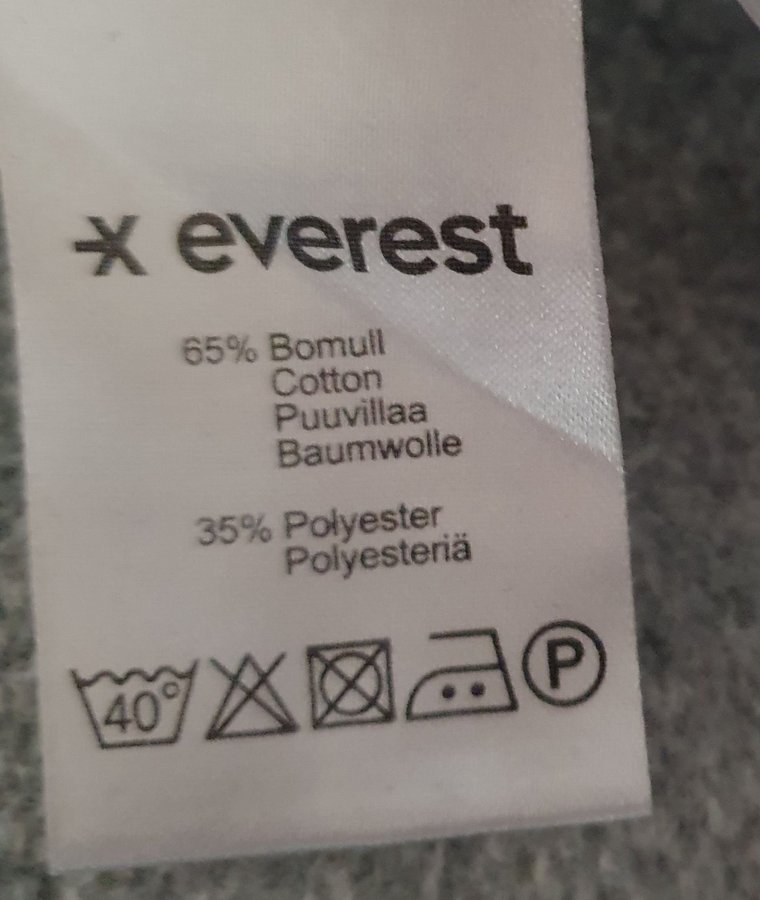 everest
65% Bomull
Cotton
Puuvillaa
Baumwolle
35% Polyester
Polyesteriä
40°
P